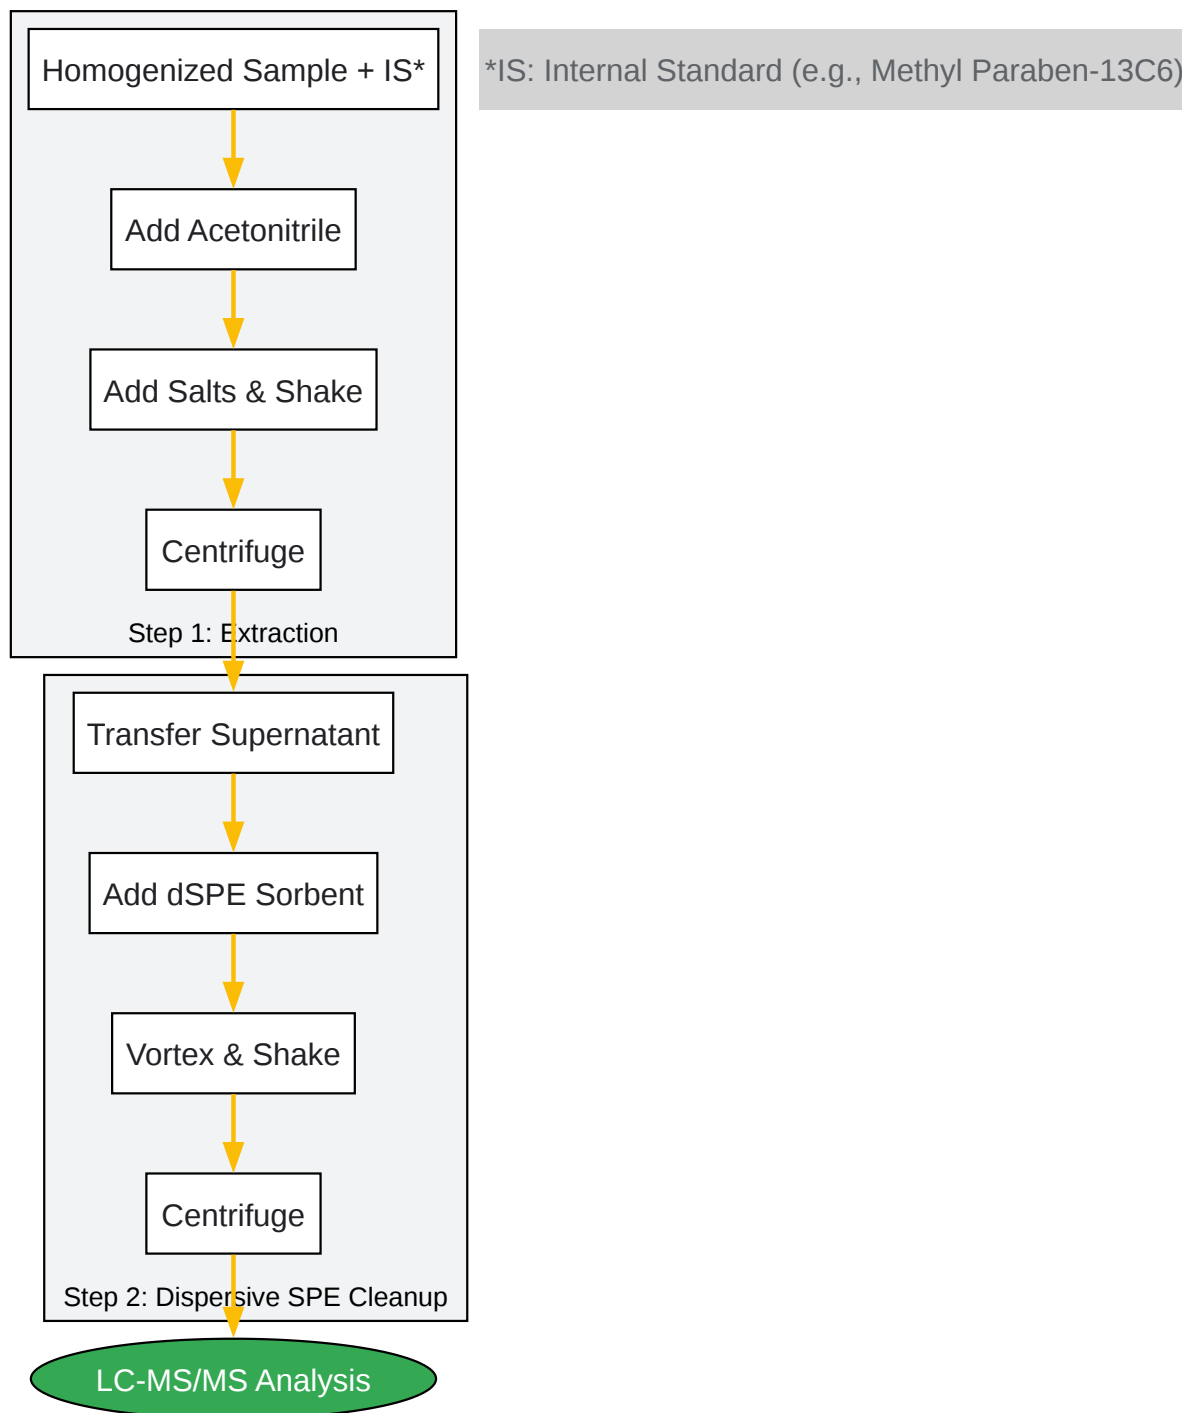 Homogenized Sample + IS*
*IS: Internal Standard (e.g., Methyl Paraben-13C6)
Add Acetonitrile
Add Salts & Shake
Centrifuge
Step 1: Extraction
Transfer Supernatant
Add dSPE Sorbent
Vortex & Shake
Centrifuge
Step 2: Dispersive SPE Cleanup
LC-MS/MS Analysis